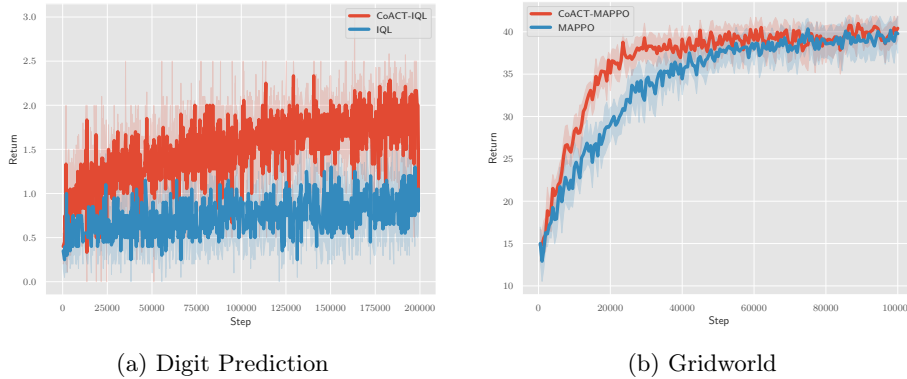 CoACT-IQL
IQL
3.0
2.5
2.0
1.5
1.0
0.5
0.0
Return
0 25000 50000 75000 100000 125000 150000 175000 200000
Step
(a) Digit Prediction
CoACT-MAPPO
MAPPO
40
35
30
25
20
15
10
Return
0 20000 40000 60000 80000 100000
Step
(b) Gridworld